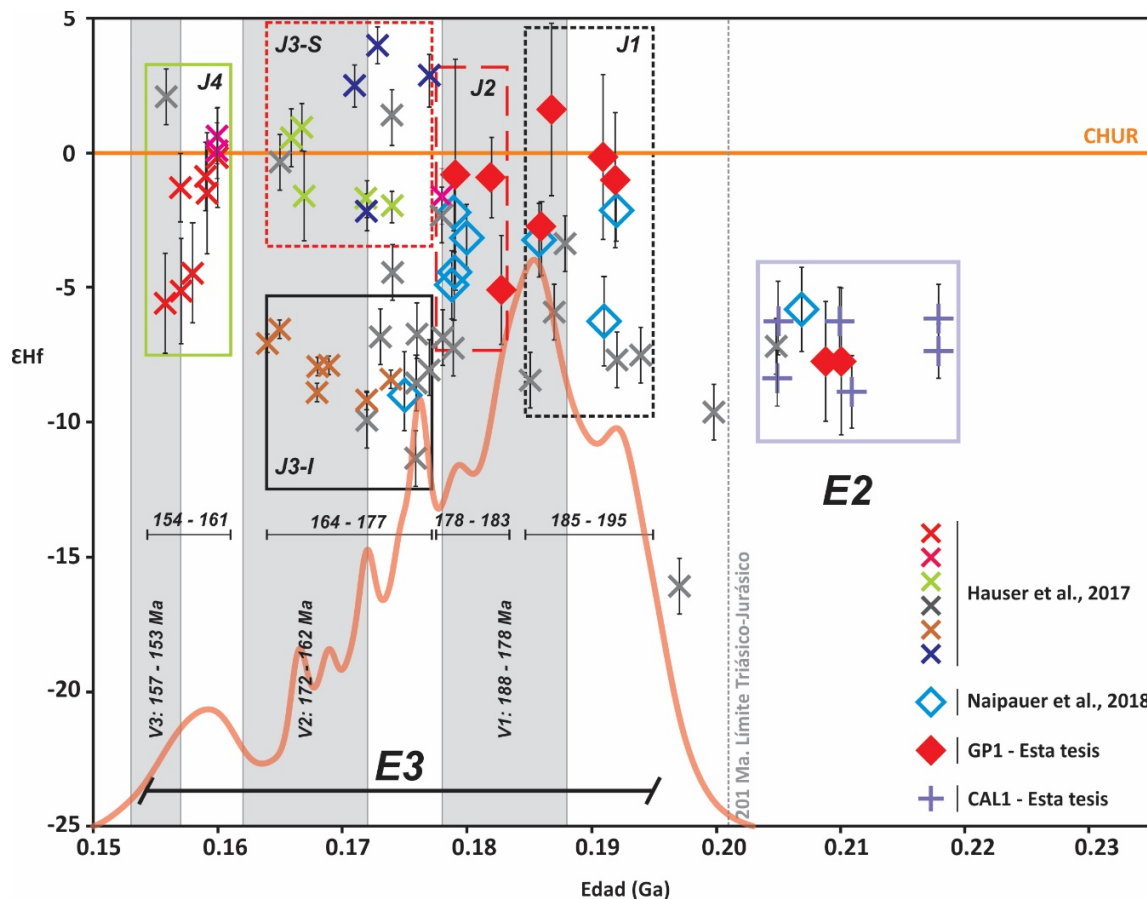 5
0
-5
-10
-15
-20
-25
εHf
0.15
0.16
0.17
0.18
0.19
0.20
0.21
0.22
0.23
Edad (Ga)
CHUR
J4
J3-S
J2
J1
J3-I
E2
154 - 161
164 - 177
178 - 183
185 - 195
V3: 157 - 153 Ma
V2: 172 - 162 Ma
V1: 188 - 178 Ma
E3
201 Ma. Límite Triásico-Jurásico
Hauser et al., 2017
Naipauer et al., 2018
GP1 - Esta tesis
CAL1 - Esta tesis